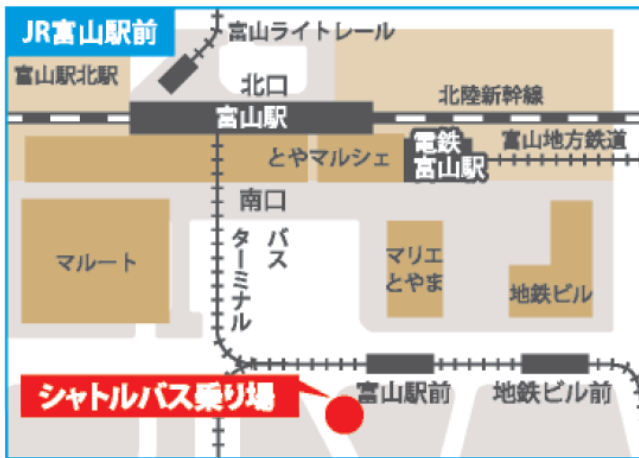 JR富山駅前
富山ライトレール
富山駅北駅
北口
北陸新幹線
富山駅
電鉄
富山駅
富山地方鉄道
とやマルシェ
南口
バス
ターミナル
マルート
マリエ
とやま
地鉄ビル
シャトルバス乗り場
富山駅前
地鉄ビル前